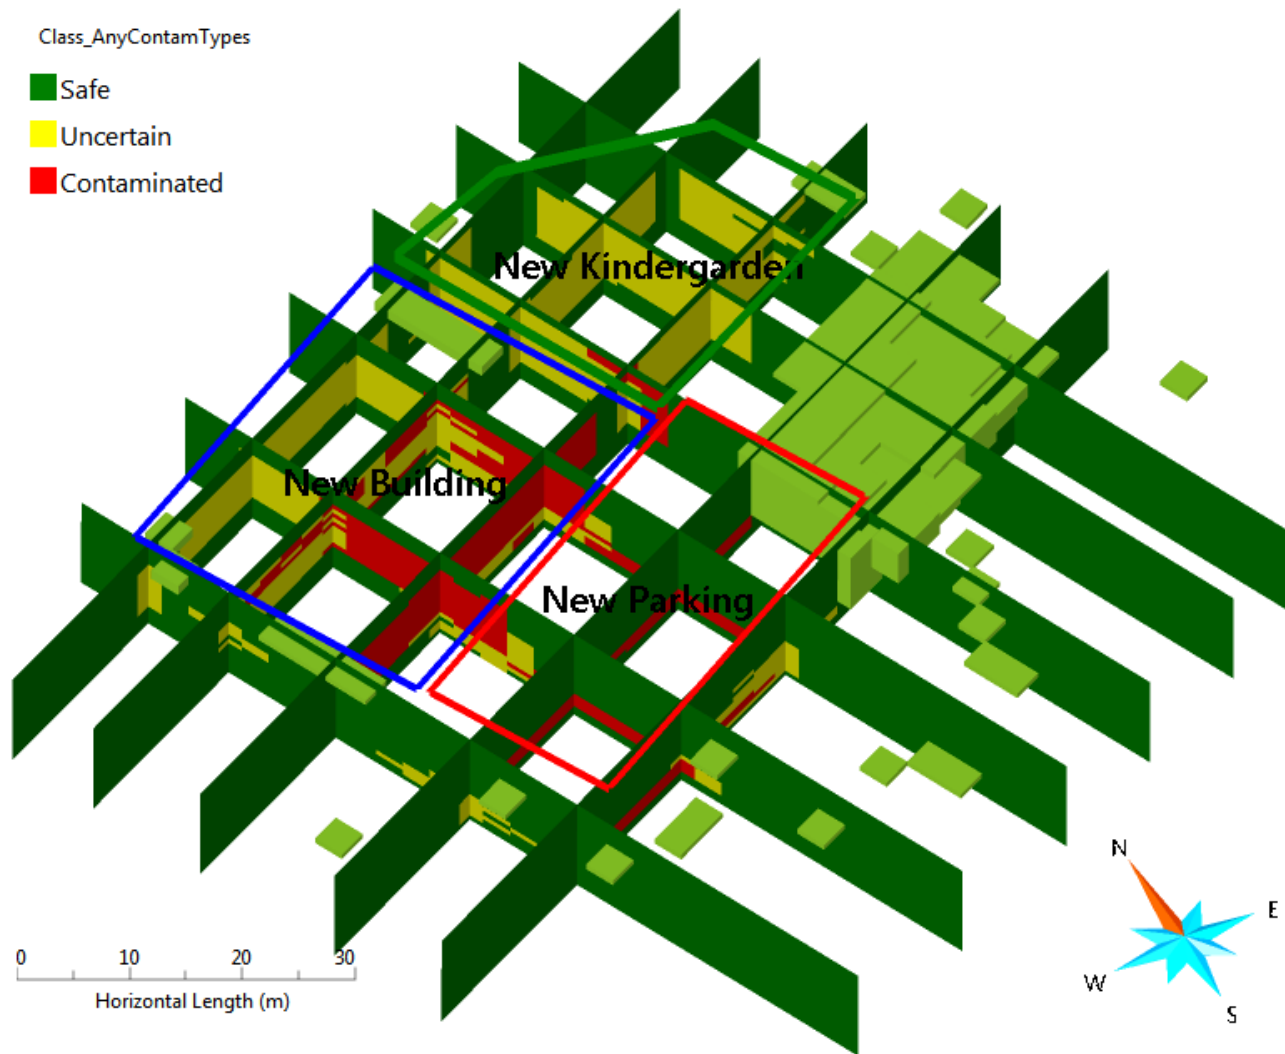 Class_AnyContamTypes
Safe
Uncertain
Contaminated
New Kindergarden
New Building
New Parking
0 10 20 30
Horizontal Length (m)
N
E
W
S